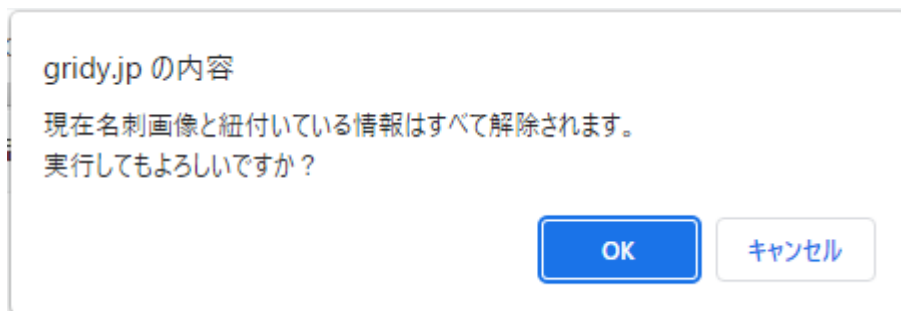 gridy.jp の内容
現在名刺画像と紐付いている情報はすべて解除されます。
実行してもよろしいですか？
OK
キャンセル